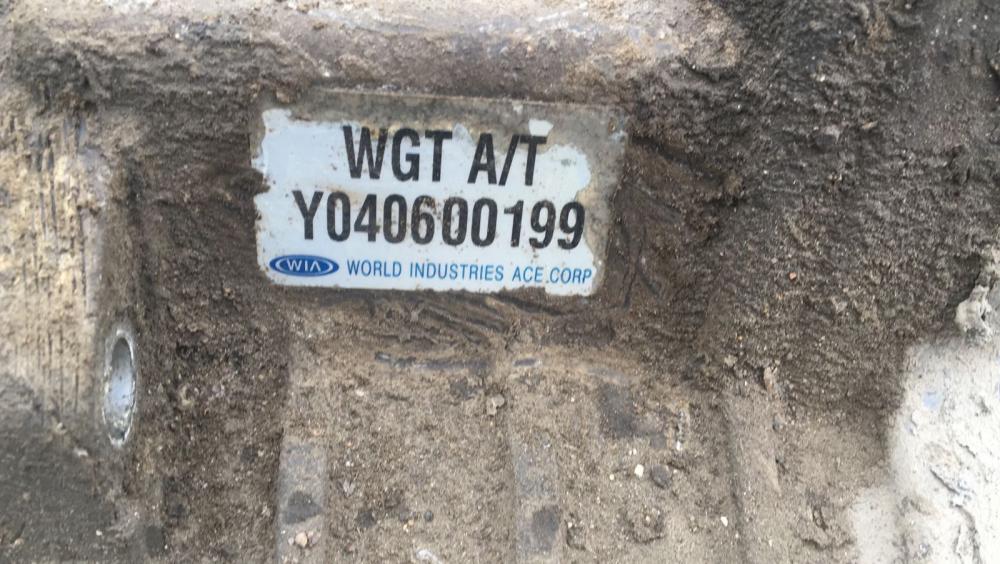 WGT A/T
Y040600199
WIA WORLD INDUSTRIES ACE.CORP